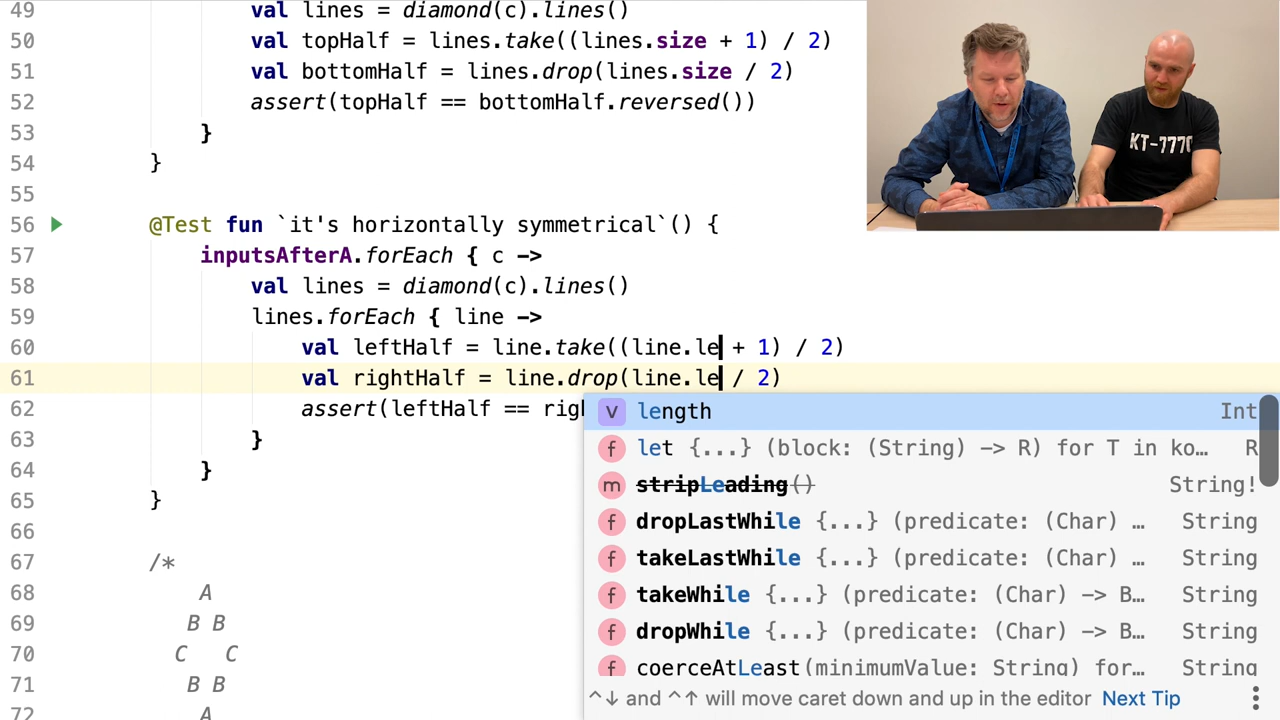 49 val lines = diamond(c).lines()
50 val topHalf = lines.take((lines.size + 1) / 2)
51 val bottomHalf = lines.drop(lines.size / 2)
52 assert(topHalf == bottomHalf.reversed())
53 }
54 }
55
56 @Test fun `it's horizontally symmetrical`() {
57 inputsAfterA.forEach { c ->
58 val lines = diamond(c).lines()
59 lines.forEach { line ->
60 val leftHalf = line.take((line.le + 1) / 2)
61 val rightHalf = line.drop(line.le / 2)
62 assert(leftHalf == righ
63 }
64 }
65 }
66
67 /*
68 A
69 B B
70 C C
71 B B
72 A
v length Int
f let {...} (block: (String) -> R) for T in ko... R
m stripLeading() String!
f dropLastWhile {...} (predicate: (Char) ... String
f takeLastWhile {...} (predicate: (Char) ... String
f takeWhile {...} (predicate: (Char) -> B... String
f dropWhile {...} (predicate: (Char) -> B... String
f coerceAtLeast(minimumValue: String) for... String
^↓ and ^↑ will move caret down and up in the editor Next Tip
KT-7770